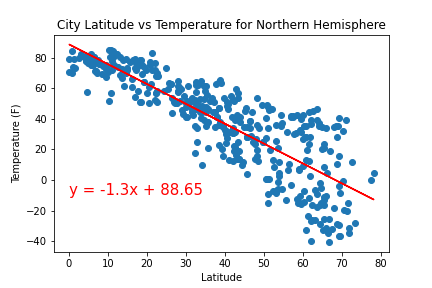 City Latitude vs Temperature for Northern Hemisphere
Temperature (F)
80
60
40
20
0
−20
−40
y = -1.3x + 88.65
0 10 20 30 40 50 60 70 80
Latitude